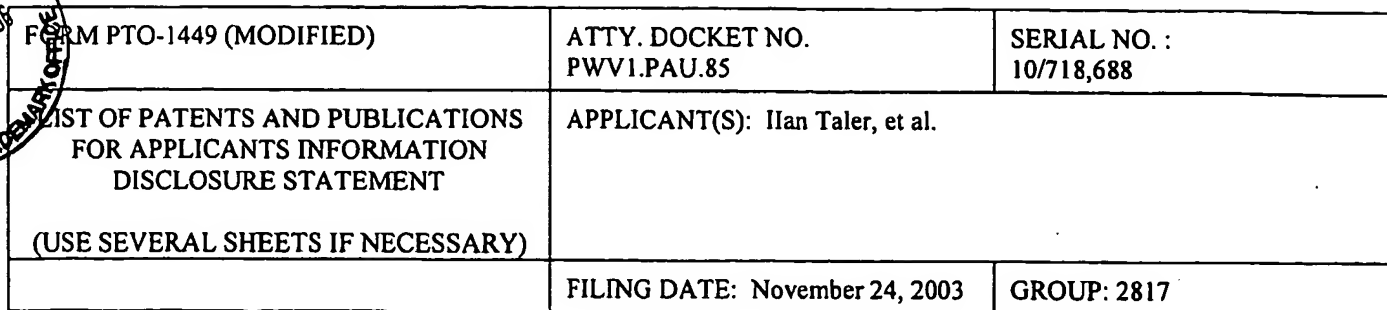 FORM PTO-1449 (MODIFIED)
ATTY. DOCKET NO.
PWV1.PAU.85
SERIAL NO. :
10/718,688
LIST OF PATENTS AND PUBLICATIONS
FOR APPLICANTS INFORMATION
DISCLOSURE STATEMENT
(USE SEVERAL SHEETS IF NECESSARY)
APPLICANT(S): IIan Taler, et al.
FILING DATE: November 24, 2003
GROUP: 2817